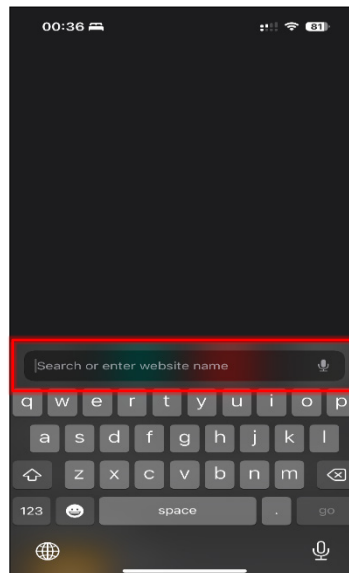 00:36
81
Search or enter website name
q w e r t y u i o p
a s d f g h j k l
z x c v b n m
123 space . go